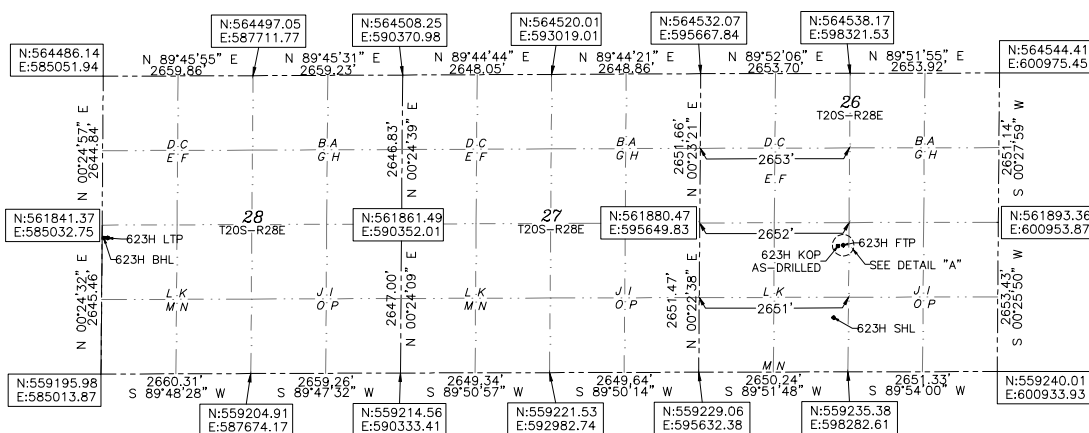 N:564497.05
E:587711.77
N:564508.25
E:590370.98
N:564520.01
E:593019.01
N:564532.07
E:595667.84
N:564538.17
E:598321.53
N:564486.14
E:585051.94
N 89°45'55" E
2659.86'
N 89°45'31" E
2659.23'
N 89°44'44" E
2648.05'
N 89°44'21" E
2648.86'
N 89°52'06" E
2653.70'
N 89°51'55" E
2653.92'
N:564544.41
E:600975.45
N 00°24'57" E
2644.84'
N 00°24'39" E
2646.83'
N 00°23'21" E
2651.66'
S 00°27'59" W
2651.14'
26
T20S-R28E
D C
E F
B A
G H
D C
E F
B A
G H
D C
E F
B A
G H
2653'
N:561841.37
E:585032.75
28
T20S-R28E
N:561861.49
E:590352.01
27
T20S-R28E
N:561880.47
E:595649.83
2652'
N:561893.36
E:600953.87
623H LTP
623H BHL
623H KOP
AS-DRILLED
623H FTP
SEE DETAIL "A"
N 00°24'32" E
2645.46'
N 00°24'09" E
2647.00'
N 00°22'38" E
2651.47'
S 00°25'50" W
2653.43'
L K
M N
J I
O P
L K
M N
J I
O P
L K
2651'
J I
O P
623H SHL
M N
N:559195.98
E:585013.87
2660.31'
S 89°48'28" W
2659.26'
S 89°47'32" W
2649.34'
S 89°50'57" W
2649.64'
S 89°50'14" W
2650.24'
S 89°51'48" W
2651.33'
S 89°54'00" W
N:559240.01
E:600933.93
N:559204.91
E:587674.17
N:559214.56
E:590333.41
N:559221.53
E:592982.74
N:559229.06
E:595632.38
N:559235.38
E:598282.61